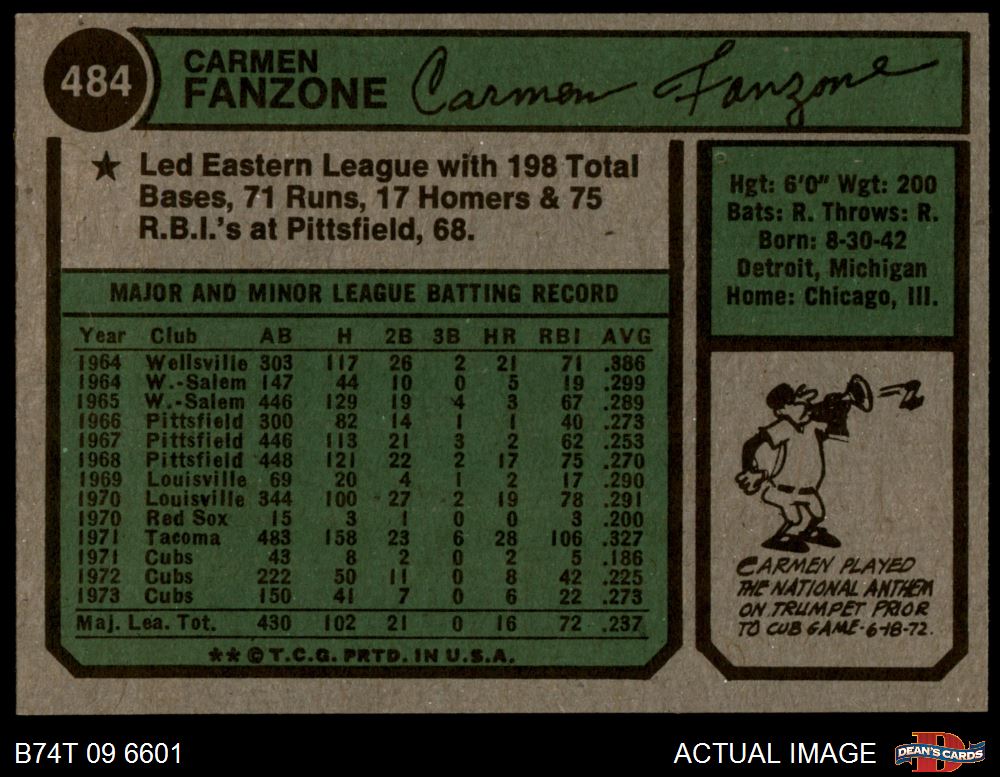 484
CARMEN
FANZONE
Carmen Fanzone
★ Led Eastern League with 198 Total
Bases, 71 Runs, 17 Homers & 75
R.B.I.'s at Pittsfield, 68.
Hgt: 6'0" Wgt: 200
Bats: R. Throws: R.
Born: 8-30-42
Detroit, Michigan
Home: Chicago, Ill.
MAJOR AND MINOR LEAGUE BATTING RECORD
Year Club AB H 2B 3B HR RBI AVG
1964 Wellsville 303 117 26 2 21 71 .386
1964 W.-Salem 147 44 10 0 5 19 .299
1965 W.-Salem 446 129 19 4 3 67 .289
1966 Pittsfield 300 82 14 1 1 40 .273
1967 Pittsfield 446 113 21 3 2 62 .253
1968 Pittsfield 448 121 22 2 17 75 .270
1969 Louisville 69 20 4 1 2 17 .290
1970 Louisville 344 100 27 2 19 78 .291
1970 Red Sox 15 3 1 0 0 3 .200
1971 Tacoma 483 158 23 6 28 106 .327
1971 Cubs 43 8 2 0 2 5 .186
1972 Cubs 222 50 11 0 8 42 .225
1973 Cubs 150 41 7 0 6 22 .273
Maj. Lea. Tot. 430 102 21 0 16 72 .237
** © T.C.G. PRTD. IN U.S.A.
CARMEN PLAYED
THE NATIONAL ANTHEM
ON TRUMPET PRIOR
TO CUB GAME-6-18-72.
B74T 09 6601
ACTUAL IMAGE
DEAN'S CARDS